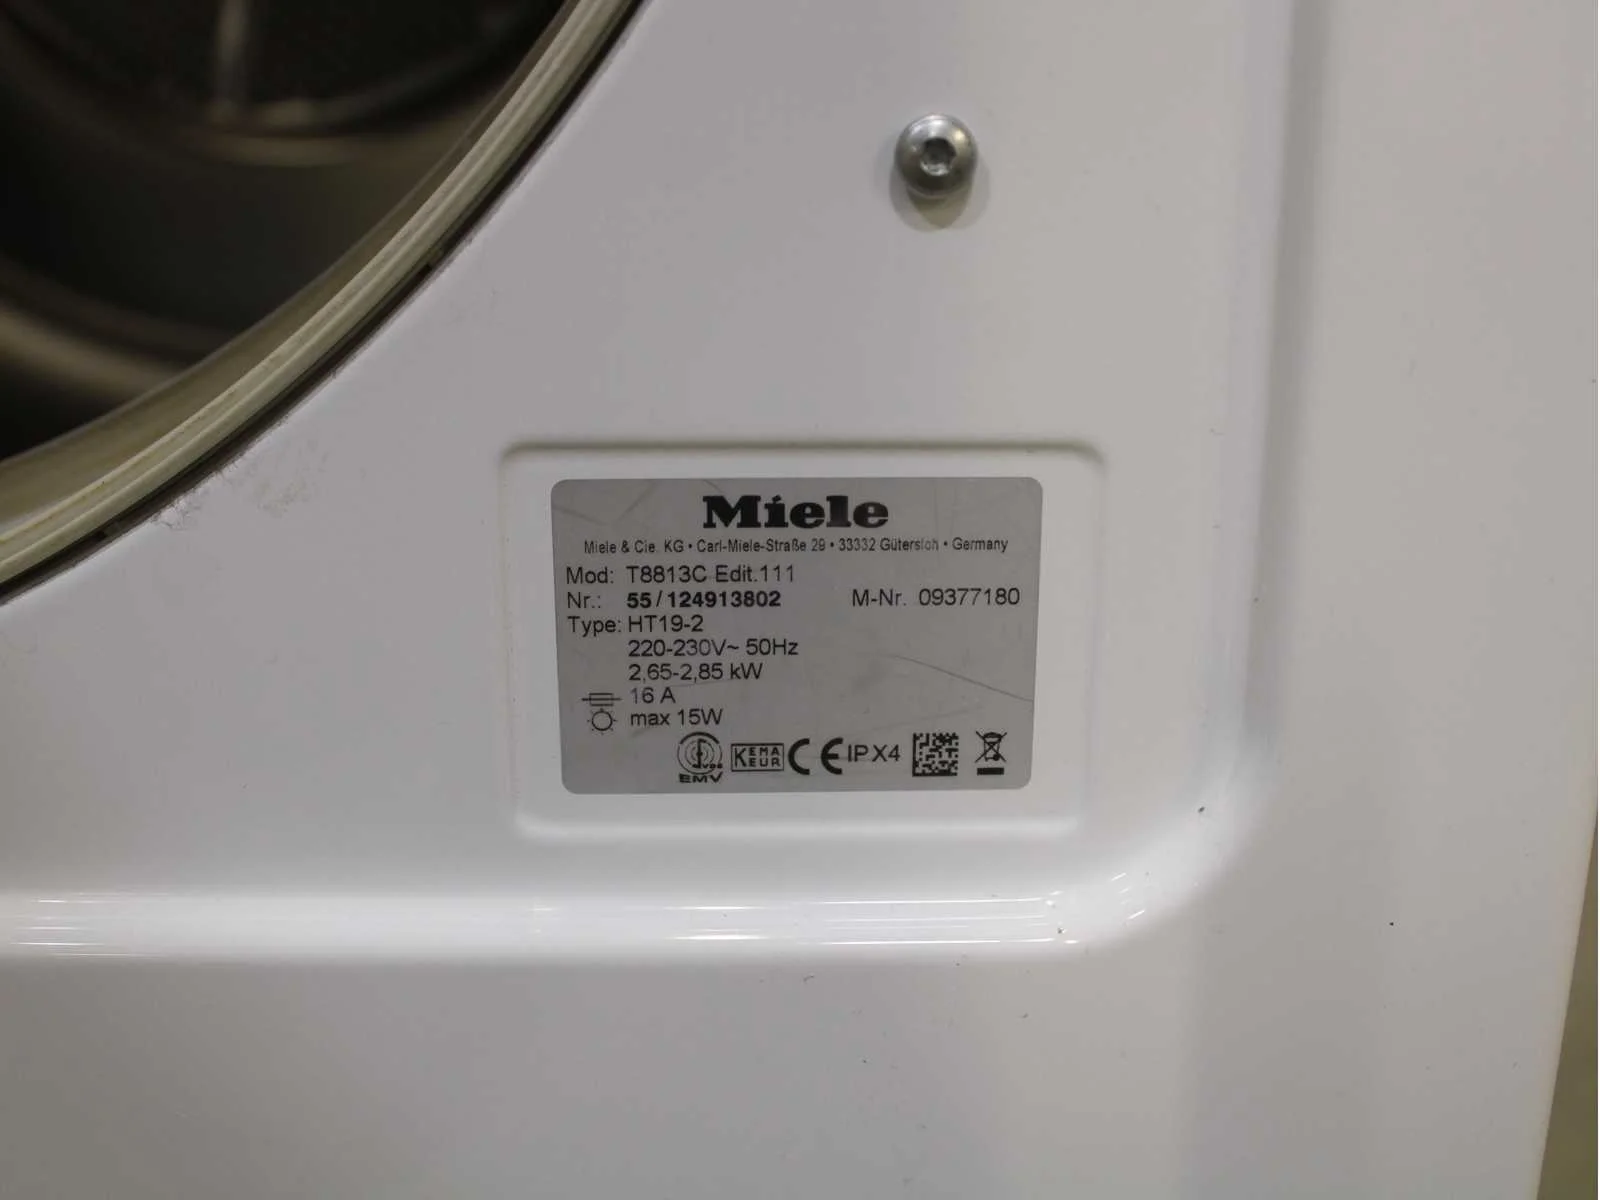 Miele
Miele & Cie. KG • Carl-Miele-Straße 29 • 33332 Gütersloh • Germany
Mod: T8813C Edit.111
Nr.: 55/124913802 M-Nr. 09377180
Type: HT19-2
220-230V~ 50Hz
2,65-2,85 kW
16 A
max 15W
VDE
EMV
KEMA
EUR
CE IPX4